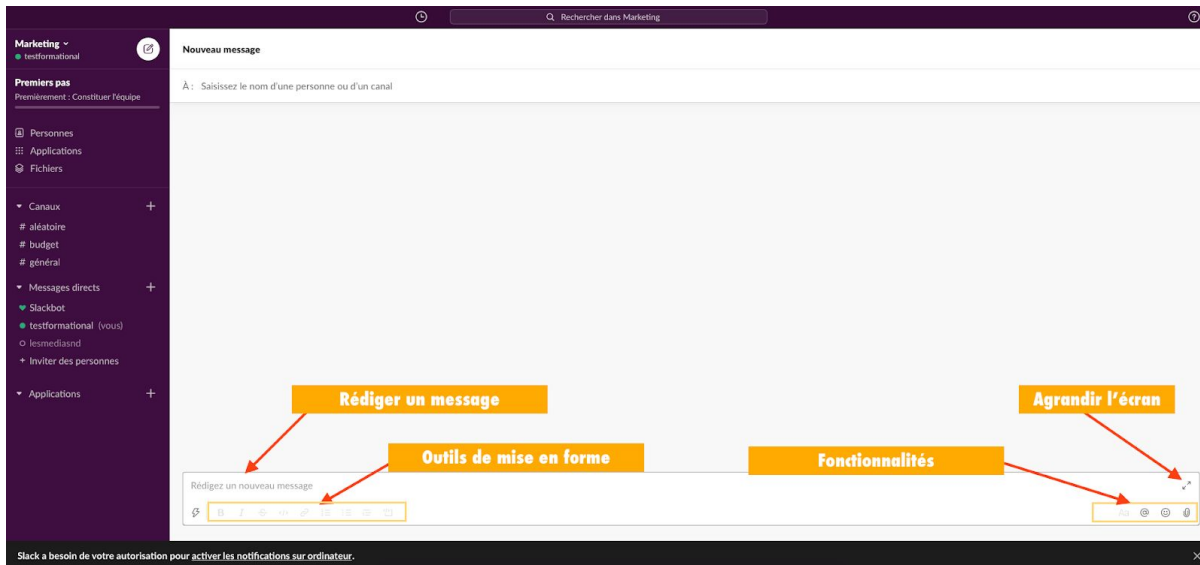 Rechercher dans Marketing
Marketing
testformational
Premiers pas
Premièrement : Constituer l'équipe
Personnes
Applications
Fichiers
Canaux
# aléatoire
# budget
# général
Messages directs
Slackbot
testformational (vous)
lesmediasnd
+ Inviter des personnes
Applications
Nouveau message
À : Saisissez le nom d'une personne ou d'un canal
Rédiger un message
Agrandir l'écran
Outils de mise en forme
Fonctionnalités
Rédigez un nouveau message
B I S </>
Aa @
Slack a besoin de votre autorisation pour activer les notifications sur ordinateur.